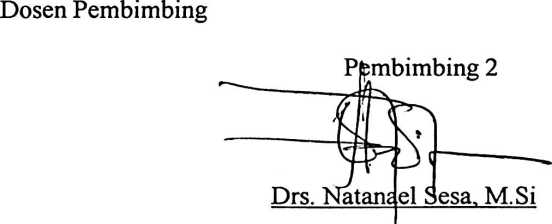 Dosen Pembimbing
Pembimbing 2
Drs. Natanael Sesa, M.Si